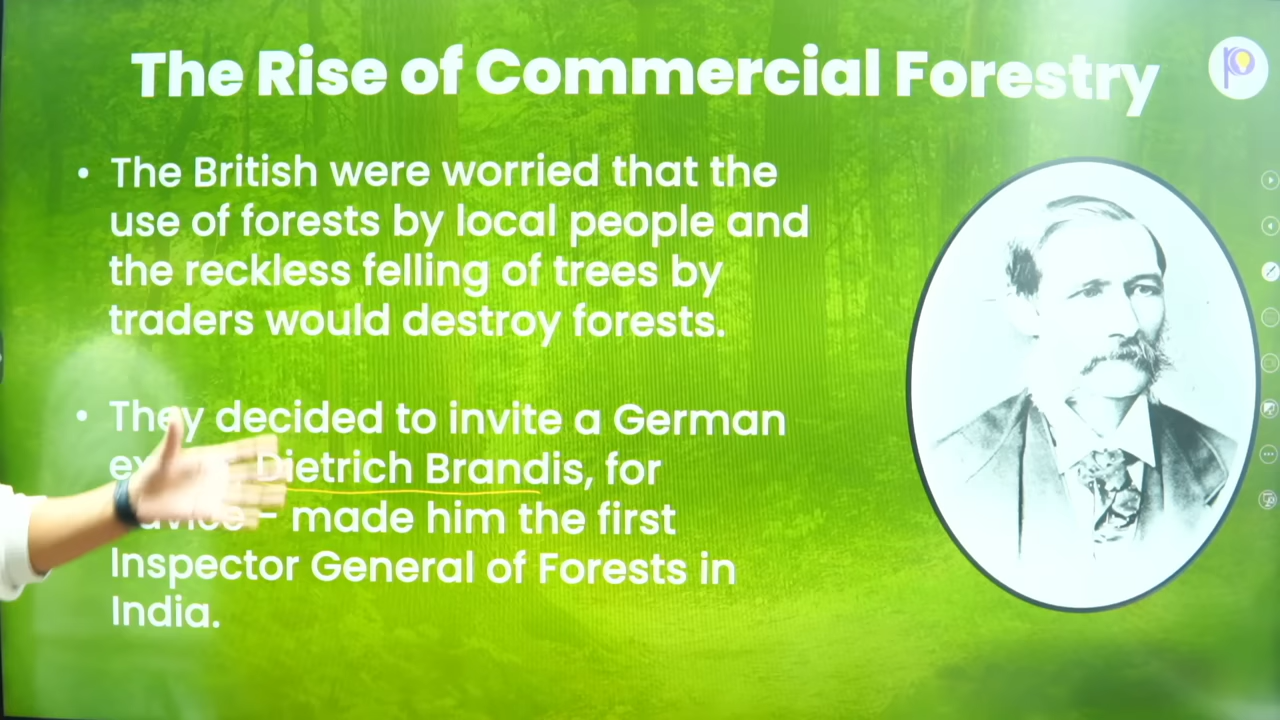 The Rise of Commercial Forestry
• The British were worried that the
use of forests by local people and
the reckless felling of trees by
traders would destroy forests.
• They decided to invite a German
Dietrich Brandis, for
– made him the first
Inspector General of Forests in
India.